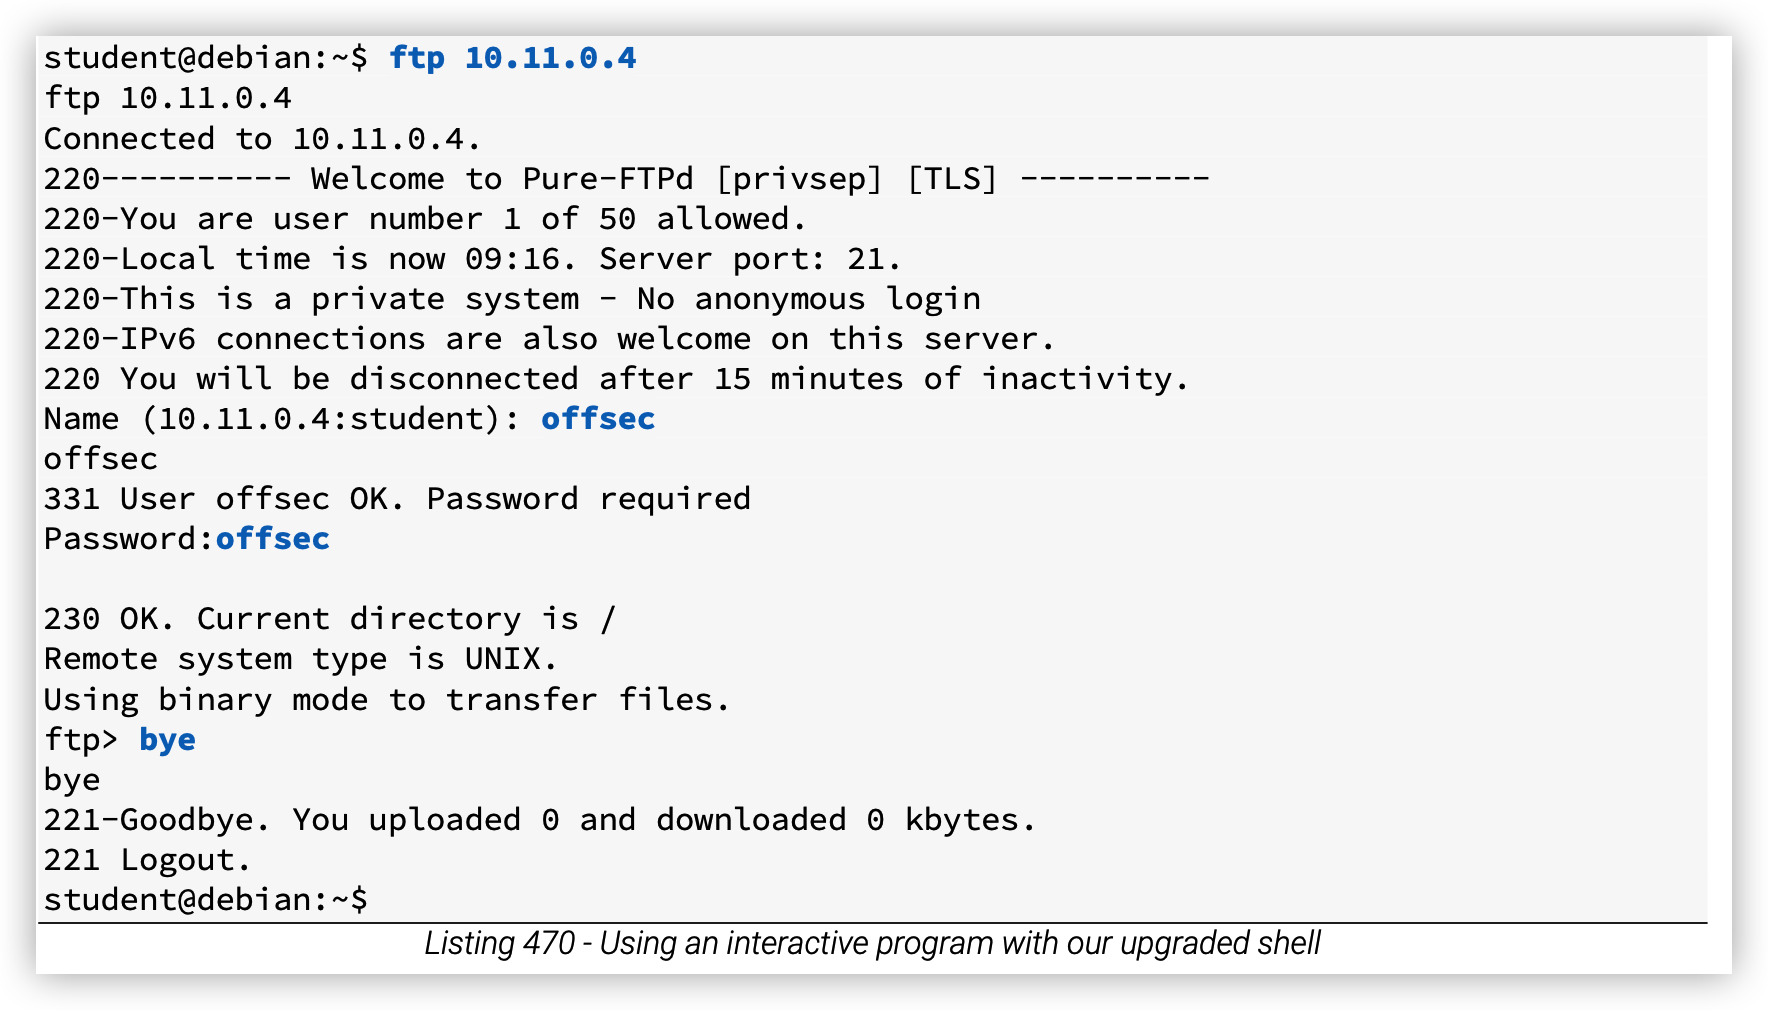 student@debian:~$ ftp 10.11.0.4
ftp 10.11.0.4
Connected to 10.11.0.4.
220---------- Welcome to Pure-FTPd [privsep] [TLS] ----------
220-You are user number 1 of 50 allowed.
220-Local time is now 09:16. Server port: 21.
220-This is a private system - No anonymous login
220-IPv6 connections are also welcome on this server.
220 You will be disconnected after 15 minutes of inactivity.
Name (10.11.0.4:student): offsec
offsec
331 User offsec OK. Password required
Password:offsec
230 OK. Current directory is /
Remote system type is UNIX.
Using binary mode to transfer files.
ftp> bye
bye
221-Goodbye. You uploaded 0 and downloaded 0 kbytes.
221 Logout.
student@debian:~$
Listing 470 - Using an interactive program with our upgraded shell